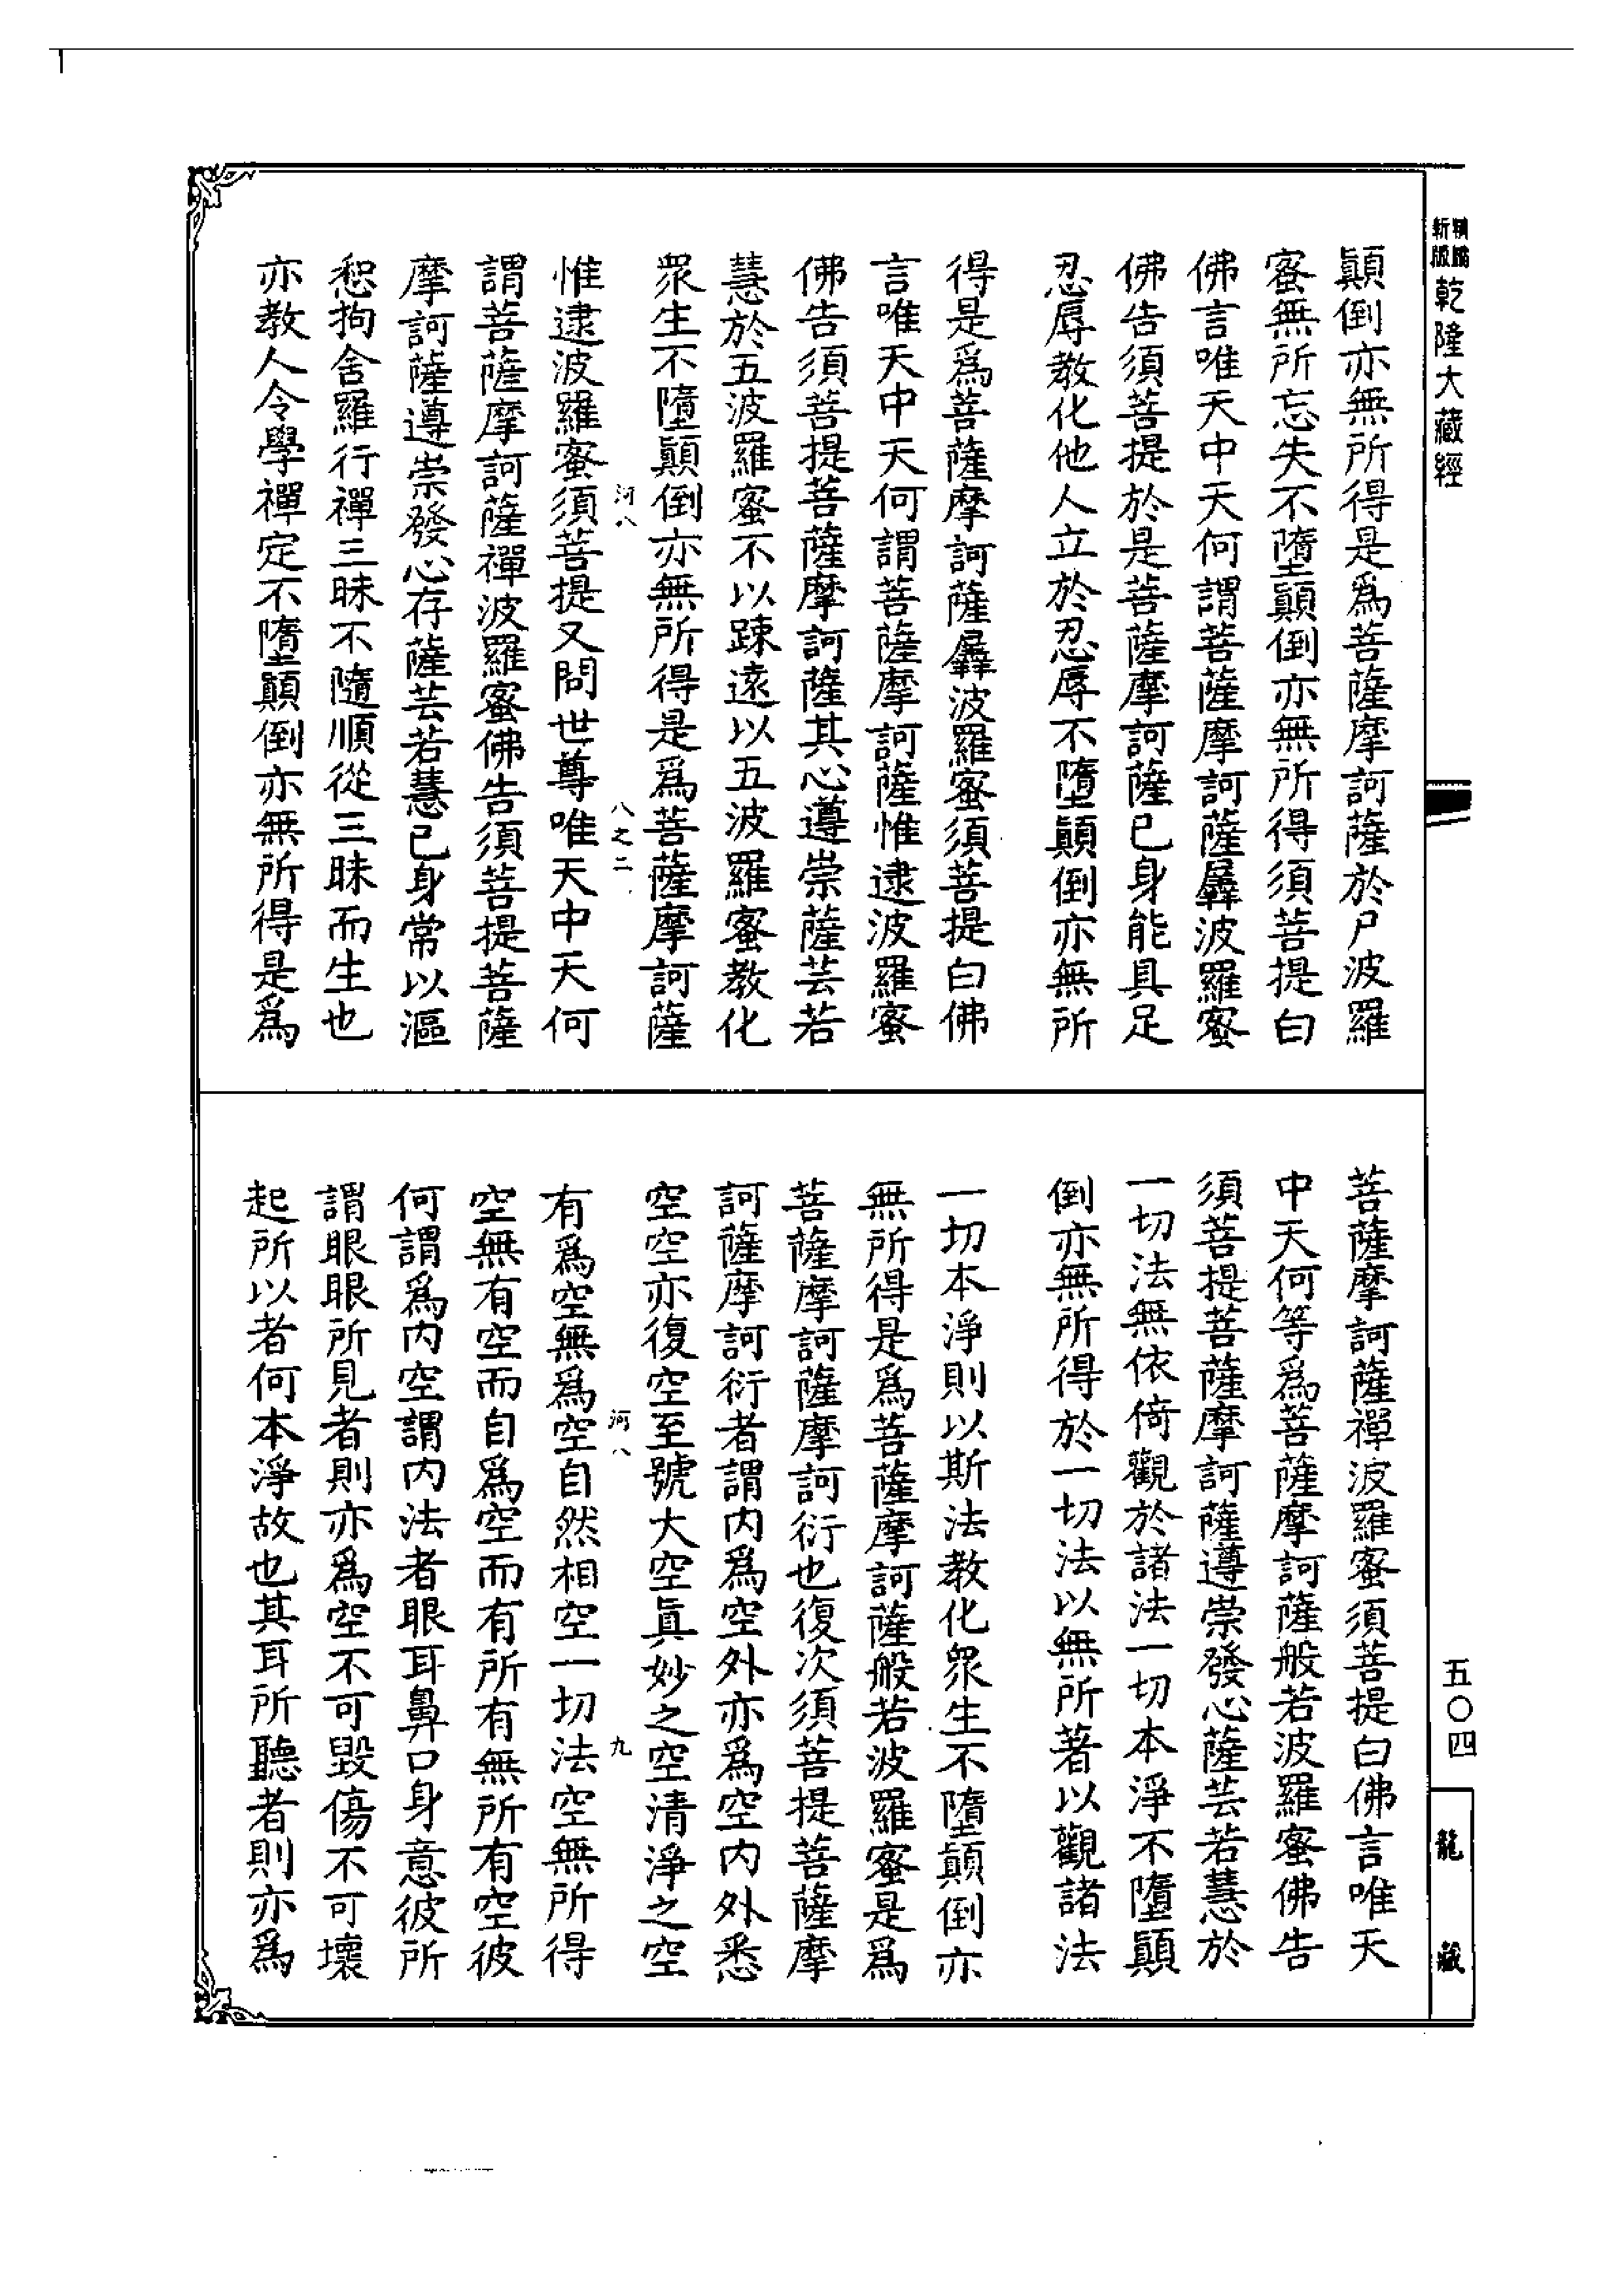 新版精編
乾隆大藏經
顚倒亦無所得是爲菩薩摩訶薩於尸波羅
蜜無所忘失不墮顚倒亦無所得須菩提白
佛言唯天中天何謂菩薩摩訶薩羼波羅蜜
佛告須菩提於是菩薩摩訶薩已身能具足
忍辱教化他人立於忍辱不墮顚倒亦無所
得是爲菩薩摩訶薩羼波羅蜜須菩提白佛
言唯天中天何謂菩薩摩訶薩惟逮波羅蜜
佛告須菩提菩薩摩訶薩其心遵崇薩芸若
慧於五波羅蜜不以踈遠以五波羅蜜教化
衆生不墮顚倒亦無所得是爲菩薩摩訶薩
河八
八之二
惟逮波羅蜜須菩提又問世尊唯天中天何
謂菩薩摩訶薩禪波羅蜜佛告須菩提菩薩
摩訶薩遵崇發心存薩芸若慧已身常以漚
惒拘舍羅行禪三昧不隨順從三昧而生也
亦教人令學禪定不墮顚倒亦無所得是爲
菩薩摩訶薩禪波羅蜜須菩提白佛言唯天
中天何等爲菩薩摩訶薩般若波羅蜜佛告
須菩提菩薩摩訶薩遵崇發心薩芸若慧於
一切法無依倚觀於諸法一切本淨不墮顚
倒亦無所得於一切法以無所著以觀諸法
一切本淨則以斯法教化衆生不墮顚倒亦
無所得是爲菩薩摩訶薩般若波羅蜜是爲
菩薩摩訶薩摩訶衍也復次須菩提菩薩摩
訶薩摩訶衍者謂内爲空外亦爲空内外悉
空空亦復空至號大空眞妙之空清淨之空
河八
九
有爲空無爲空自然相空一切法空無所得
空無有空而自爲空而有所有無所有空彼
何謂爲内空謂内法者眼耳鼻口身意彼所
謂眼眼所見者則亦爲空不可毀傷不可壞
起所以者何本淨故也其耳所聽者則亦爲
五〇四
龍藏